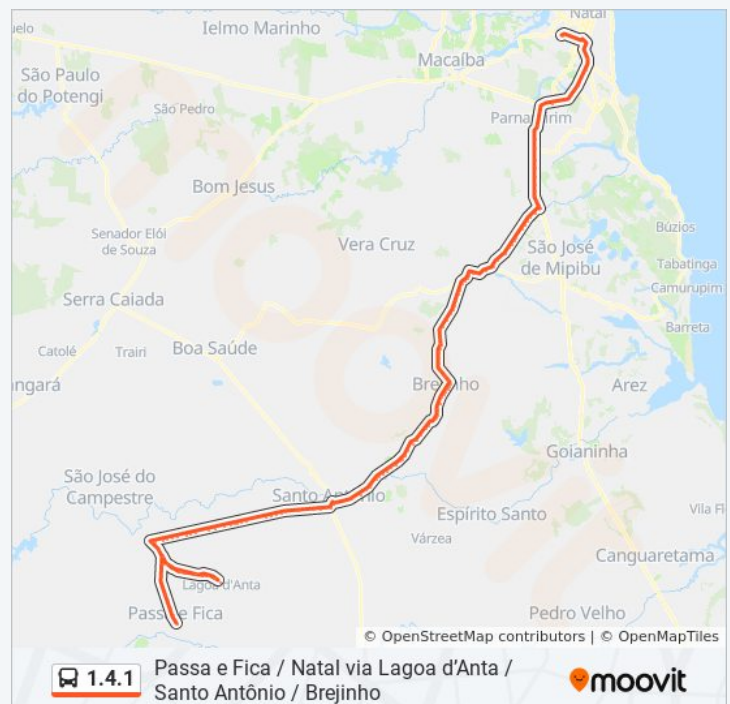 Natal
Ielmo Marinho
Macaíba
São Paulo
do Potengi
São Pedro
Parnamirim
Bom Jesus
Senador Elói
de Souza
Vera Cruz
Búzios
São José
de Mipibu
Tabatinga
Camurupim
Serra Caiada
Barreta
Catolé
Trairi
Boa Saúde
Brejinho
Arez
Goianinha
São José do
Campestre
Santo Antônio
Espírito Santo
Várzea
Canguaretama
Lagoa d'Anta
Passa e Fica
Pedro Velho
© OpenStreetMap contributors | © OpenMapTiles
1.4.1
Passa e Fica / Natal via Lagoa d’Anta /
Santo Antônio / Brejinho
moovit